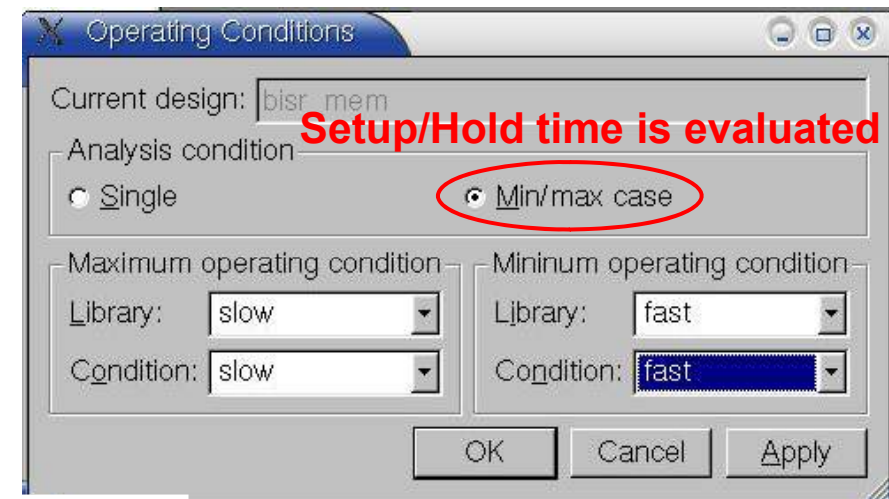 Operating Conditions
Current design: bisr_mem
Setup/Hold time is evaluated
Analysis condition
Single
Min/max case
Maximum operating condition
Library: slow
Condition: slow
Mininum operating condition
Library: fast
Condition: fast
OK Cancel Apply